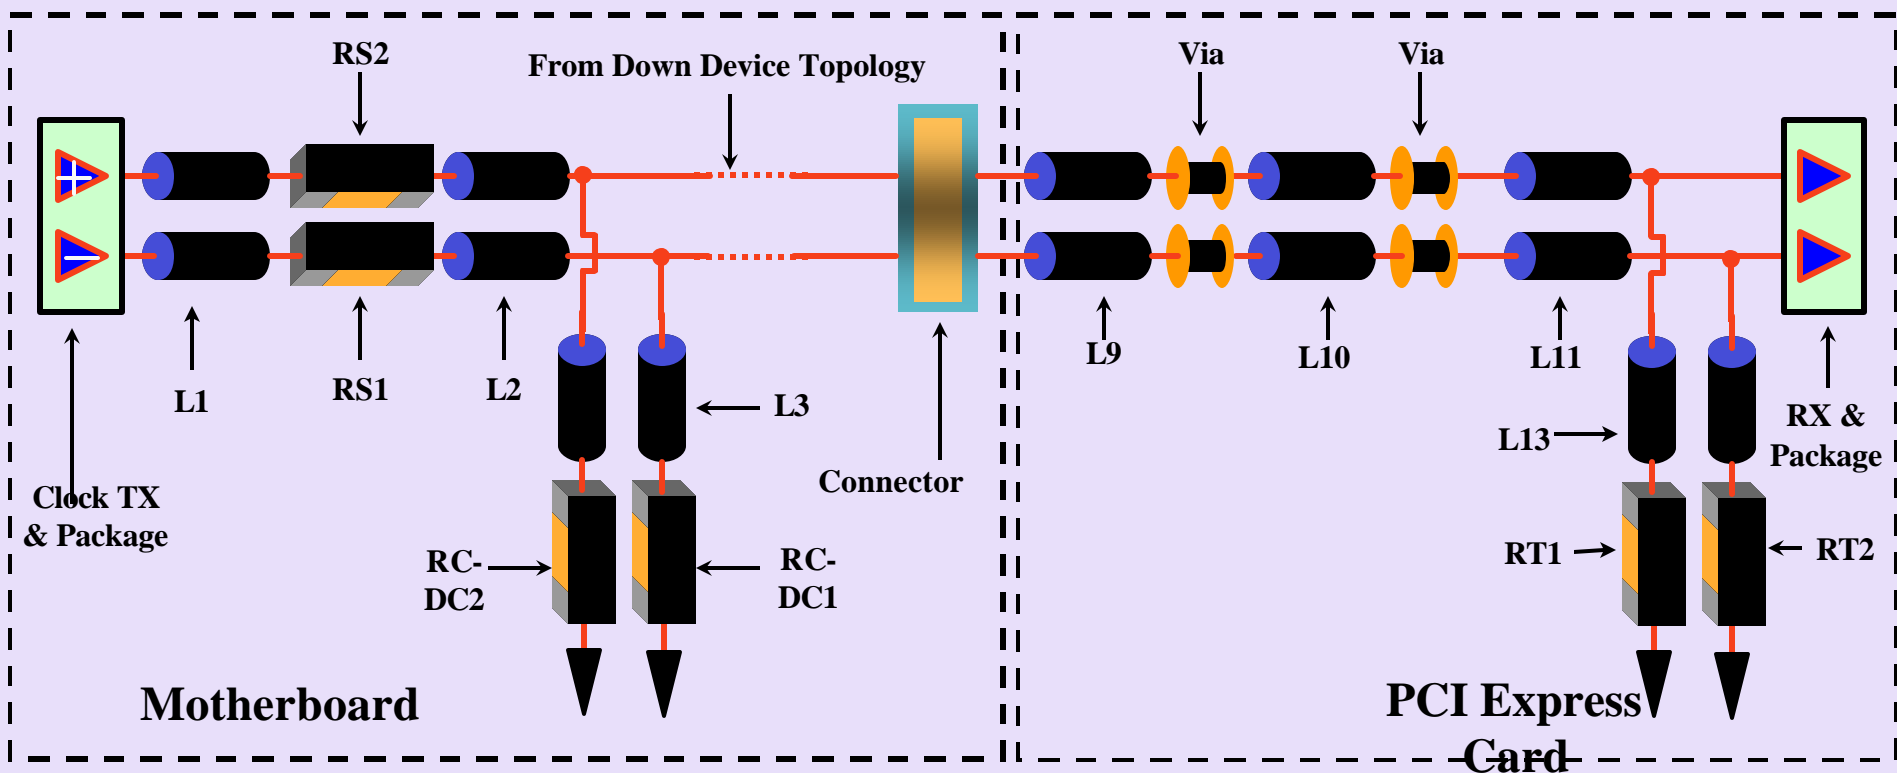 RS2
From Down Device Topology
Via
Via
L1
RS1
L2
L3
L9
L10
L11
Clock TX
& Package
Connector
L13
RX &
Package
RC-
DC2
RC-
DC1
RT1
RT2
Motherboard
PCI Express
Card